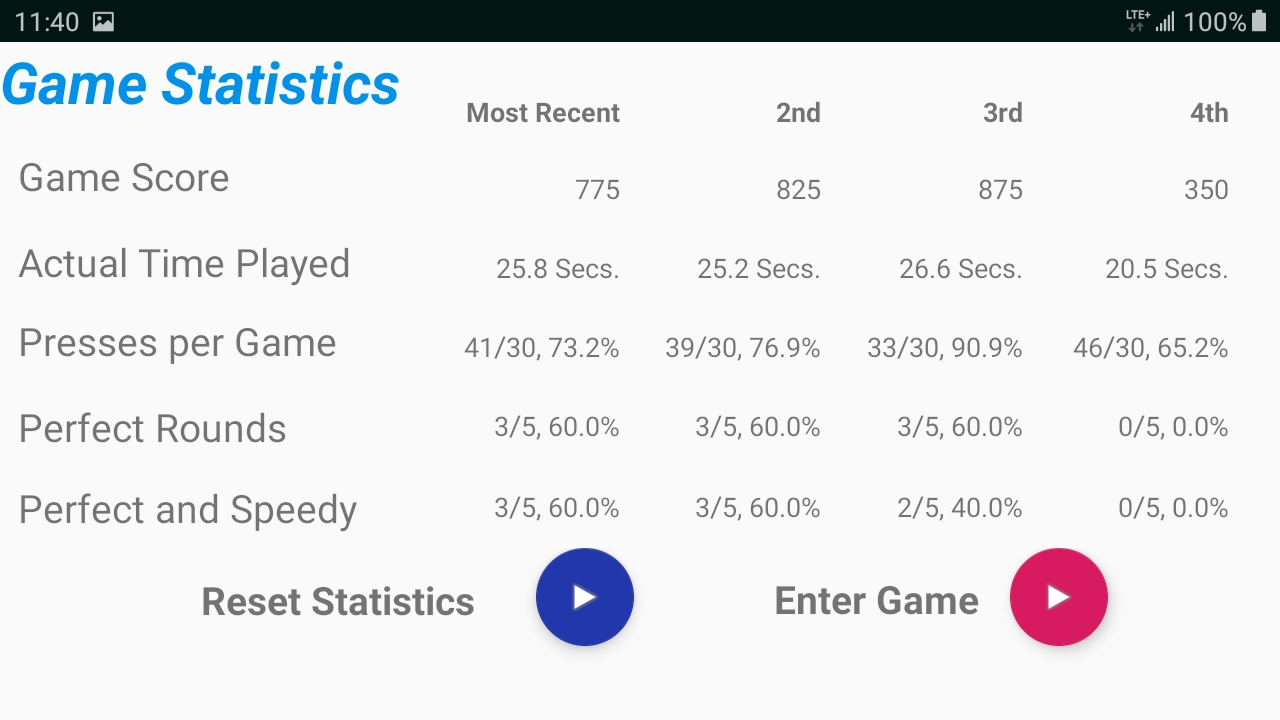 11:40 LTE+ 100%
Game Statistics
Most Recent 2nd 3rd 4th
Game Score 775 825 875 350
Actual Time Played 25.8 Secs. 25.2 Secs. 26.6 Secs. 20.5 Secs.
Presses per Game 41/30, 73.2% 39/30, 76.9% 33/30, 90.9% 46/30, 65.2%
Perfect Rounds 3/5, 60.0% 3/5, 60.0% 3/5, 60.0% 0/5, 0.0%
Perfect and Speedy 3/5, 60.0% 3/5, 60.0% 2/5, 40.0% 0/5, 0.0%
Reset Statistics Enter Game